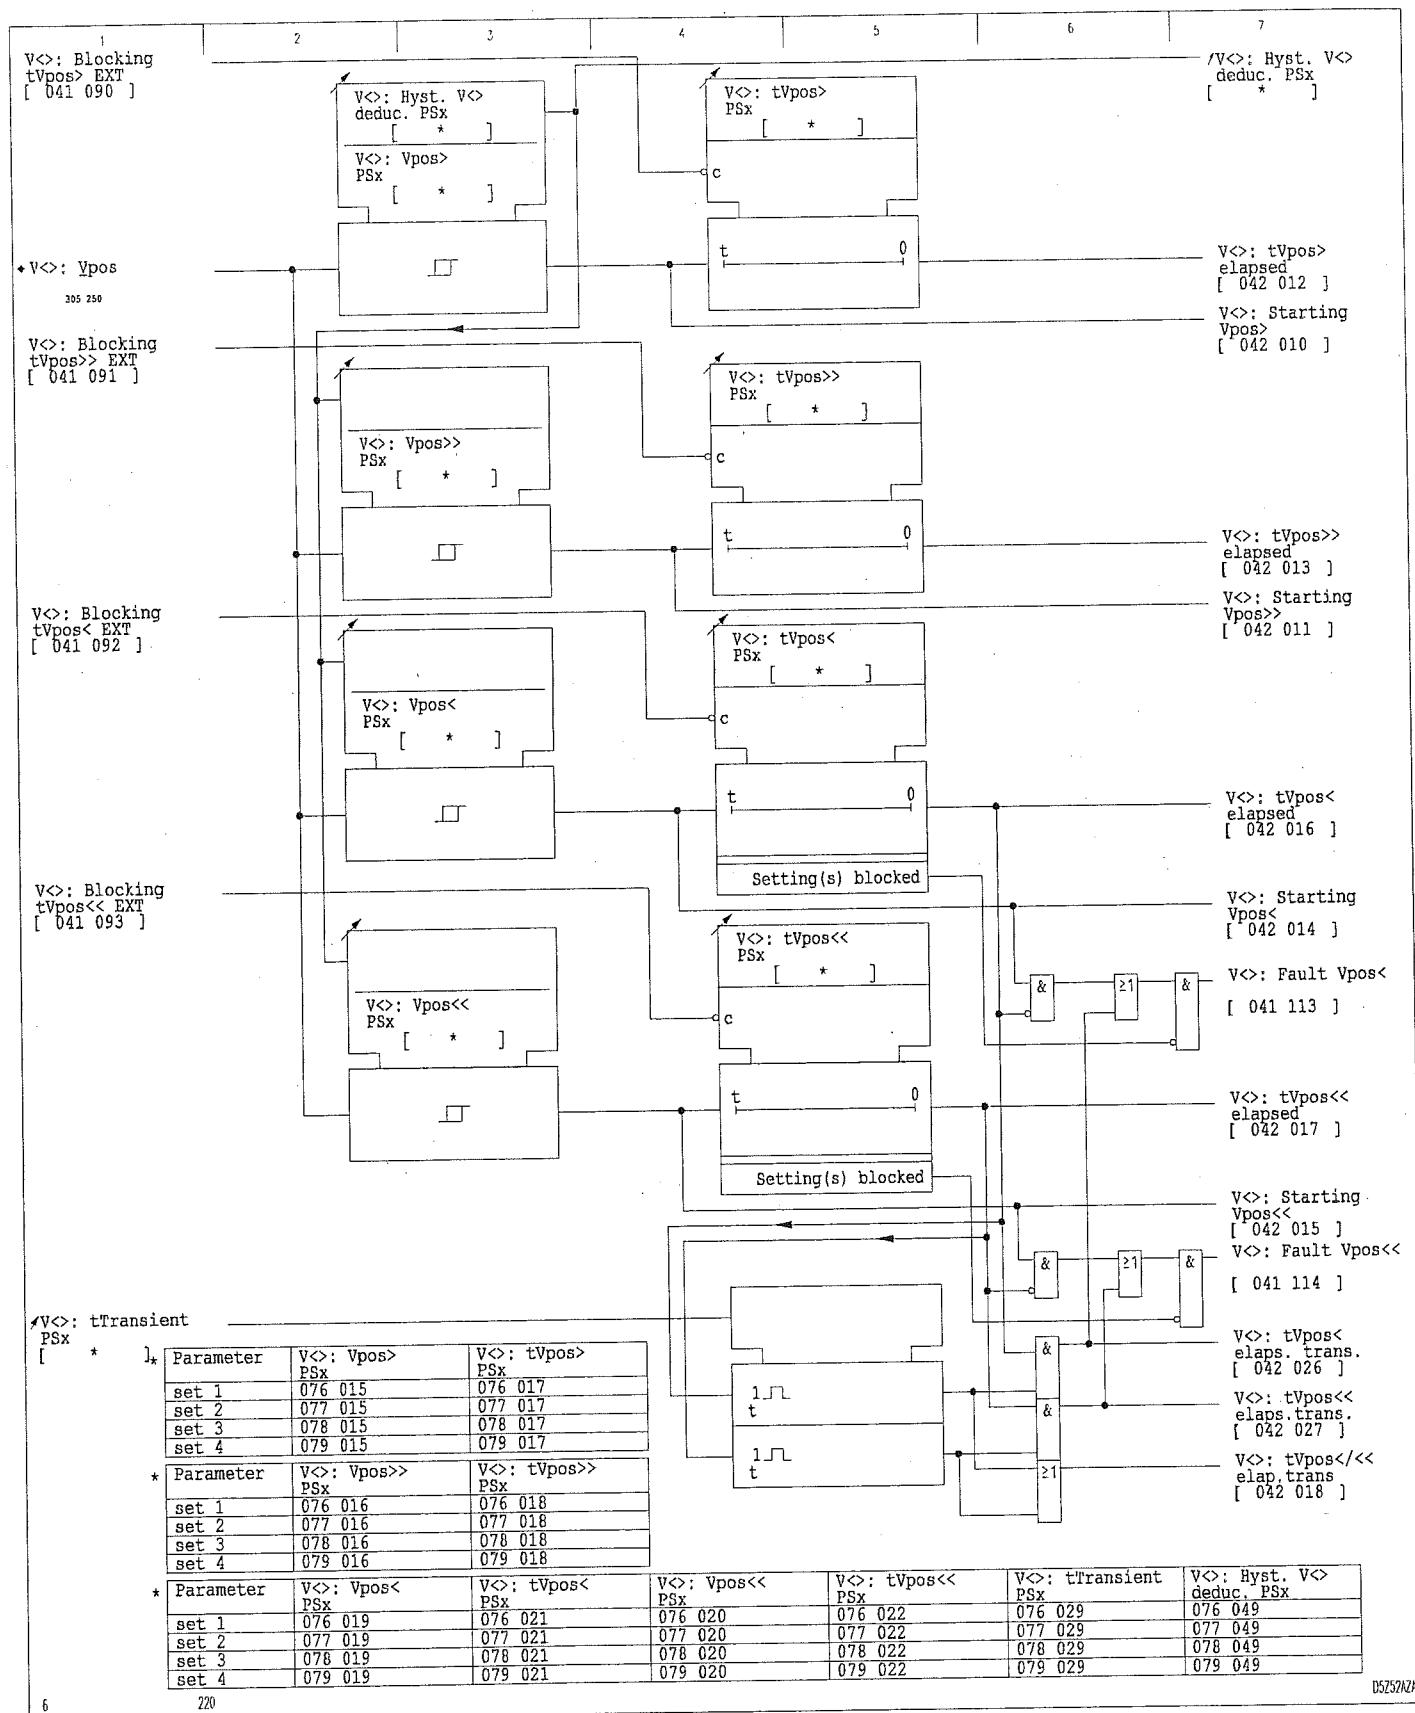 1 2 3 4 5 6 7
V<>: Blocking
tVpos> EXT
[ 041 090 ]
V<>: Hyst. V<>
deduc. PSx
[ * ]
V<>: Vpos>
PSx
[ * ]
V<>: tVpos>
PSx
[ * ]
c
V<>: Hyst. V<>
deduc. PSx
[ * ]
V<>: Vpos
305 250
t 0
V<>: tVpos>
elapsed
[ 042 012 ]
V<>: Starting
Vpos>
[ 042 010 ]
V<>: Blocking
tVpos>> EXT
[ 041 091 ]
V<>: Vpos>>
PSx
[ * ]
V<>: tVpos>>
PSx
[ * ]
c
t 0
V<>: tVpos>>
elapsed
[ 042 013 ]
V<>: Starting
Vpos>>
[ 042 011 ]
V<>: Blocking
tVpos< EXT
[ 041 092 ]
V<>: Vpos<
PSx
[ * ]
V<>: tVpos<
PSx
[ * ]
c
t 0
Setting(s) blocked
V<>: tVpos<
elapsed
[ 042 016 ]
V<>: Starting
Vpos<
[ 042 014 ]
V<>: Blocking
tVpos<< EXT
[ 041 093 ]
V<>: Vpos<<
PSx
[ * ]
V<>: tVpos<<
PSx
[ * ]
c
& ≥1 &
V<>: Fault Vpos<
[ 041 113 ]
t 0
Setting(s) blocked
V<>: tVpos<<
elapsed
[ 042 017 ]
V<>: Starting
Vpos<<
[ 042 015 ]
& ≥1 &
V<>: Fault Vpos<<
[ 041 114 ]
V<>: tTransient
PSx
[ * ]
1
t
1
t
&
&
≥1
V<>: tVpos<
elaps. trans.
[ 042 026 ]
V<>: tVpos<<
elaps.trans.
[ 042 027 ]
V<>: tVpos</<<
elap.trans
[ 042 018 ]
* Parameter V<>: Vpos> PSx V<>: tVpos> PSx
set 1 076 015 076 017
set 2 077 015 077 017
set 3 078 015 078 017
set 4 079 015 079 017
* Parameter V<>: Vpos>> PSx V<>: tVpos>> PSx
set 1 076 016 076 018
set 2 077 016 077 018
set 3 078 016 078 018
set 4 079 016 079 018
* Parameter V<>: Vpos< PSx V<>: tVpos< PSx V<>: Vpos<< PSx V<>: tVpos<< PSx V<>: tTransient PSx V<>: Hyst. V<> deduc. PSx
set 1 076 019 076 021 076 020 076 022 076 029 076 049
set 2 077 019 077 021 077 020 077 022 077 029 077 049
set 3 078 019 078 021 078 020 078 022 078 029 078 049
set 4 079 019 079 021 079 020 079 022 079 029 079 049
6 220